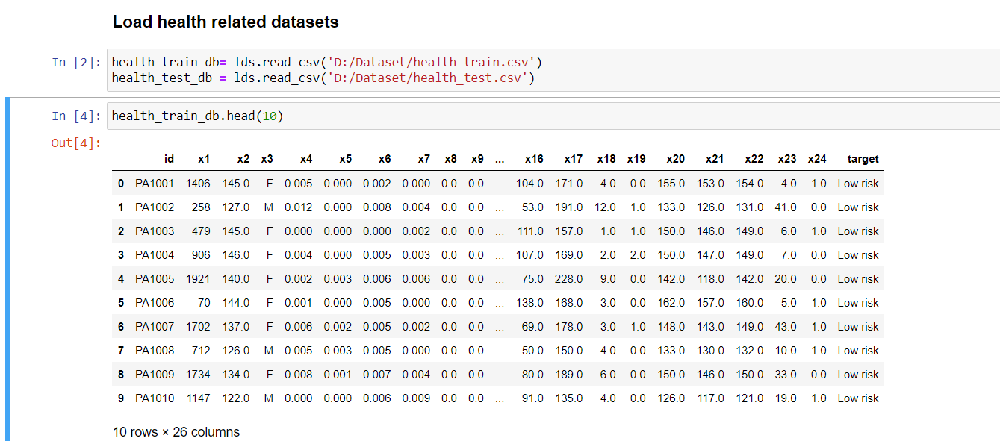 Load health related datasets
In [2]: health_train_db= lds.read_csv('D:/Dataset/health_train.csv')
health_test_db = lds.read_csv('D:/Dataset/health_test.csv')
In [4]: health_train_db.head(10)
Out[4]:
id x1 x2 x3 x4 x5 x6 x7 x8 x9 ... x16 x17 x18 x19 x20 x21 x22 x23 x24 target
0 PA1001 1406 145.0 F 0.005 0.000 0.002 0.000 0.0 0.0 ... 104.0 171.0 4.0 0.0 155.0 153.0 154.0 4.0 1.0 Low risk
1 PA1002 258 127.0 M 0.012 0.000 0.008 0.004 0.0 0.0 ... 53.0 191.0 12.0 1.0 133.0 126.0 131.0 41.0 0.0 Low risk
2 PA1003 479 145.0 F 0.000 0.000 0.000 0.002 0.0 0.0 ... 111.0 157.0 1.0 1.0 150.0 146.0 149.0 6.0 1.0 Low risk
3 PA1004 906 146.0 F 0.004 0.000 0.005 0.003 0.0 0.0 ... 107.0 169.0 2.0 2.0 150.0 147.0 149.0 7.0 0.0 Low risk
4 PA1005 1921 140.0 F 0.002 0.003 0.006 0.006 0.0 0.0 ... 75.0 228.0 9.0 0.0 142.0 118.0 142.0 20.0 0.0 Low risk
5 PA1006 70 144.0 F 0.001 0.000 0.005 0.000 0.0 0.0 ... 138.0 168.0 3.0 0.0 162.0 157.0 160.0 5.0 1.0 Low risk
6 PA1007 1702 137.0 F 0.006 0.002 0.005 0.002 0.0 0.0 ... 69.0 178.0 3.0 1.0 148.0 143.0 149.0 43.0 1.0 Low risk
7 PA1008 712 126.0 M 0.005 0.003 0.005 0.000 0.0 0.0 ... 50.0 150.0 4.0 0.0 133.0 130.0 132.0 10.0 1.0 Low risk
8 PA1009 1734 134.0 F 0.008 0.001 0.007 0.004 0.0 0.0 ... 80.0 189.0 6.0 0.0 150.0 146.0 150.0 33.0 0.0 Low risk
9 PA1010 1147 122.0 M 0.000 0.000 0.006 0.009 0.0 0.0 ... 91.0 135.0 4.0 0.0 126.0 117.0 121.0 19.0 1.0 Low risk
10 rows × 26 columns